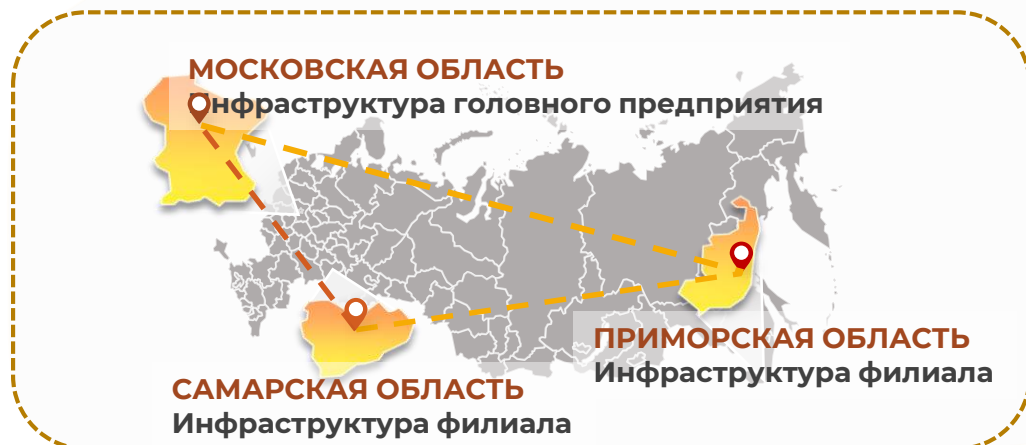 МОСКОВСКАЯ ОБЛАСТЬ
Инфраструктура головного предприятия
ПРИМОРСКАЯ ОБЛАСТЬ
Инфраструктура филиала
САМАРСКАЯ ОБЛАСТЬ
Инфраструктура филиала